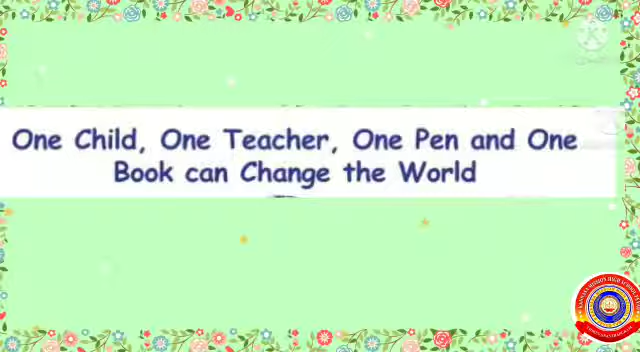 One Child, One Teacher, One Pen and One
Book can Change the World